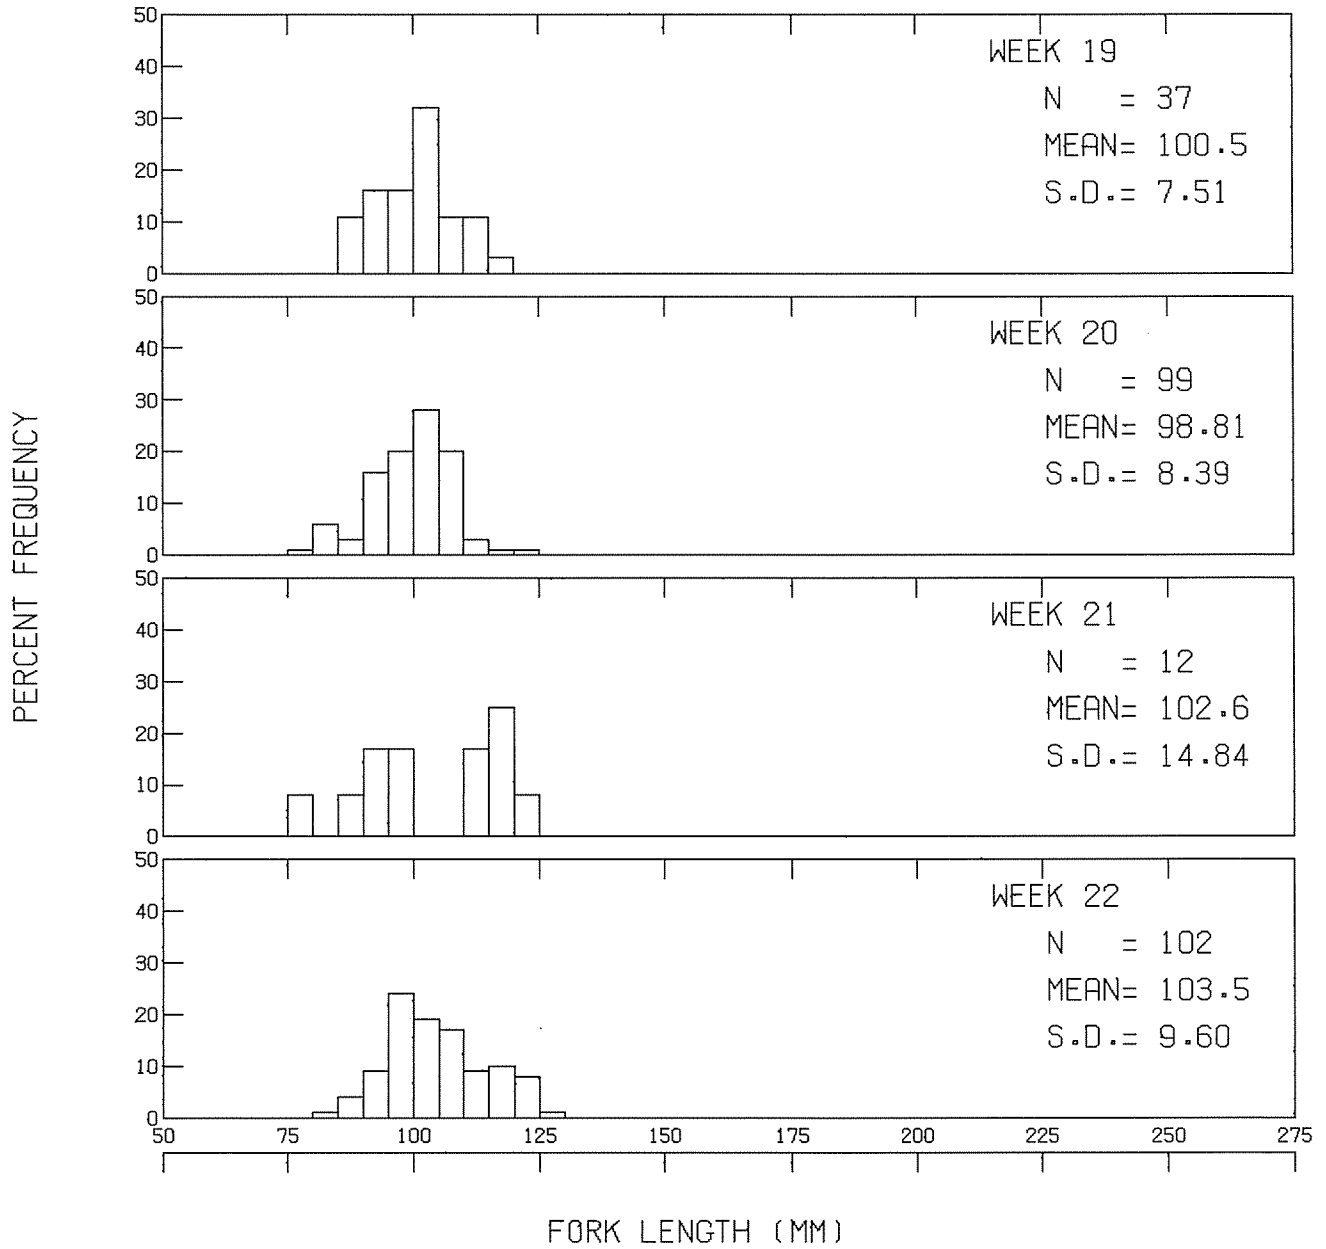 PERCENT FREQUENCY
50
40
30
20
10
0
WEEK 19
N = 37
MEAN= 100.5
S.D.= 7.51
50
40
30
20
10
0
WEEK 20
N = 99
MEAN= 98.81
S.D.= 8.39
50
40
30
20
10
0
WEEK 21
N = 12
MEAN= 102.6
S.D.= 14.84
50
40
30
20
10
0
WEEK 22
N = 102
MEAN= 103.5
S.D.= 9.60
50 75 100 125 150 175 200 225 250 275
FORK LENGTH (MM)